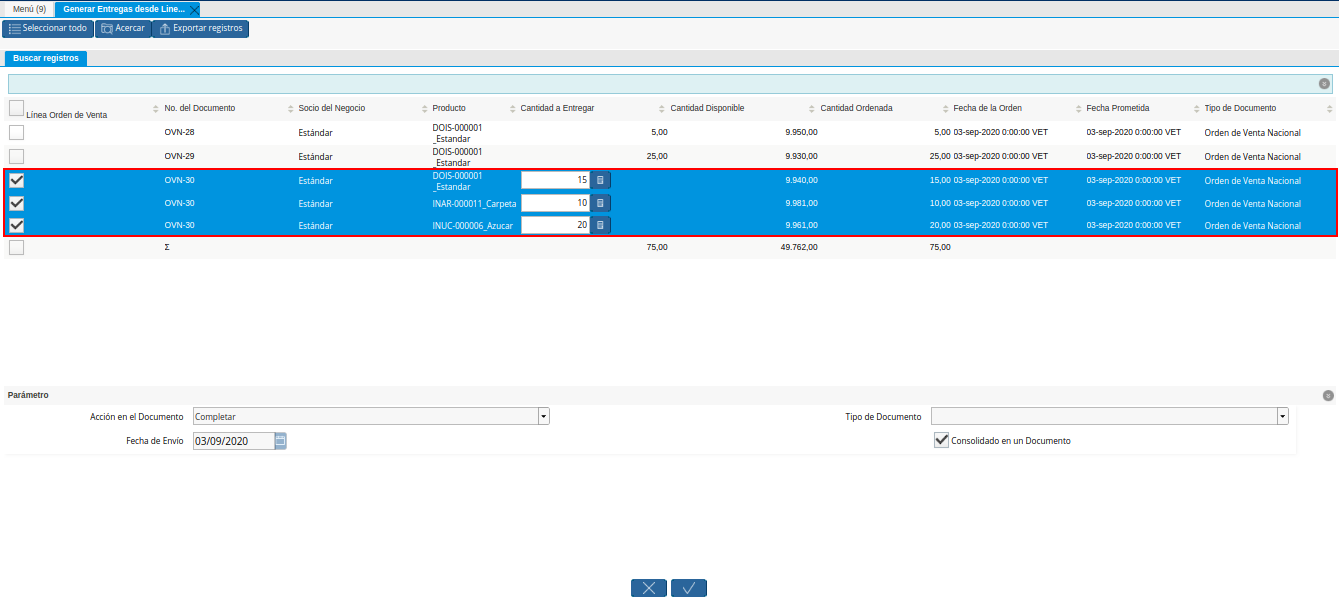 Menú (9) Generar Entregas desde Line...
Seleccionar todo Acercar Exportar registros
Buscar registros
Línea Orden de Venta No. del Documento Socio del Negocio Producto Cantidad a Entregar Cantidad Disponible Cantidad Ordenada Fecha de la Orden Fecha Prometida Tipo de Documento
OVN-28 Estándar DOIS-000001 _Estandar 5,00 9.950,00 5,00 03-sep-2020 0:00:00 VET 03-sep-2020 0:00:00 VET Orden de Venta Nacional
OVN-29 Estándar DOIS-000001 _Estandar 25,00 9.930,00 25,00 03-sep-2020 0:00:00 VET 03-sep-2020 0:00:00 VET Orden de Venta Nacional
OVN-30 Estándar DOIS-000001 _Estandar 15 9.940,00 15,00 03-sep-2020 0:00:00 VET 03-sep-2020 0:00:00 VET Orden de Venta Nacional
OVN-30 Estándar INAR-000011_Carpeta 10 9.981,00 10,00 03-sep-2020 0:00:00 VET 03-sep-2020 0:00:00 VET Orden de Venta Nacional
OVN-30 Estándar INUC-000006_Azucar 20 9.961,00 20,00 03-sep-2020 0:00:00 VET 03-sep-2020 0:00:00 VET Orden de Venta Nacional
Σ 75,00 49.762,00 75,00
Parámetro
Acción en el Documento Completar Tipo de Documento
Fecha de Envío 03/09/2020 Consolidado en un Documento